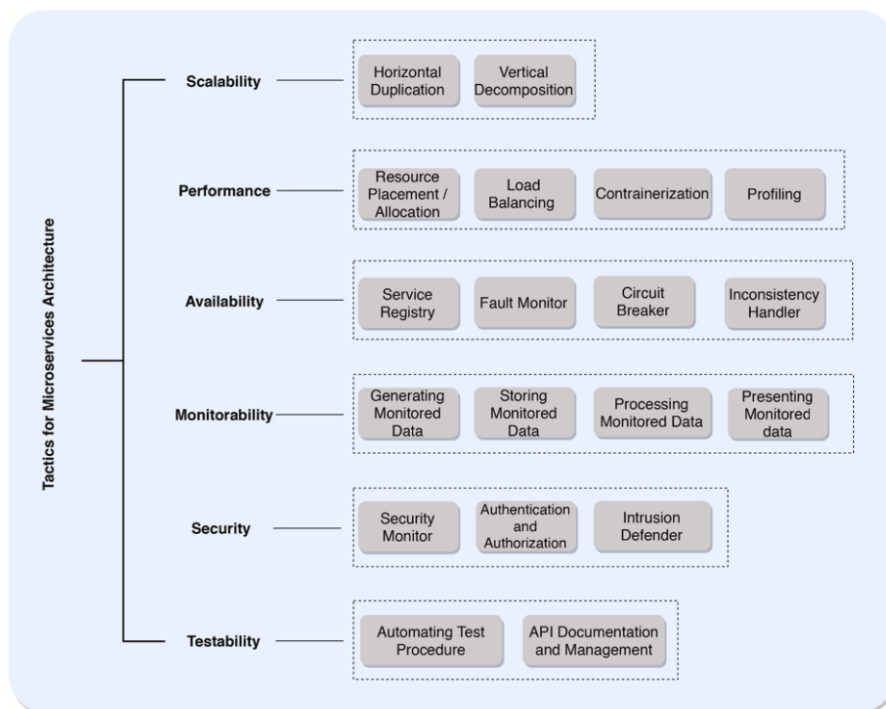 Tactics for Microservices Architecture
Scalability
Horizontal
Duplication
Vertical
Decomposition
Performance
Resource
Placement /
Allocation
Load
Balancing
Contrainerization
Profiling
Availability
Service
Registry
Fault Monitor
Circuit
Breaker
Inconsistency
Handler
Monitorability
Generating
Monitored
Data
Storing
Monitored
Data
Processing
Monitored Data
Presenting
Monitored
data
Security
Security
Monitor
Authentication
and
Authorization
Intrusion
Defender
Testability
Automating Test
Procedure
API Documentation
and Management